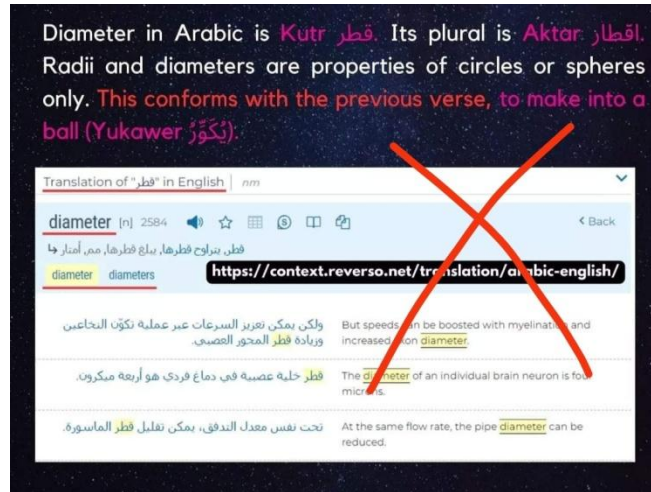 Diameter in Arabic is Kutr قطر. Its plural is Aktar اقطار.
Radii and diameters are properties of circles or spheres
only. This conforms with the previous verse, to make into a
ball (Yukawer يُكَوِّرُ).
Translation of "قطر" in English | nm
diameter [n] 2584 < Back
قطر, يتراوح قطرها, يبلغ قطرها, مم, أمتار
diameter diameters
https://context.reverso.net/translation/arabic-english/
ولكن يمكن تعزيز السرعات عبر عملية تكوّن النخاعين
وزيادة قطر المحور العصبي.
But speeds can be boosted with myelination and
increased axon diameter.
قطر خلية عصبية في دماغ فردي هو أربعة ميكرون.
The diameter of an individual brain neuron is four
microns.
تحت نفس معدل التدفق، يمكن تقليل قطر الماسورة.
At the same flow rate, the pipe diameter can be
reduced.